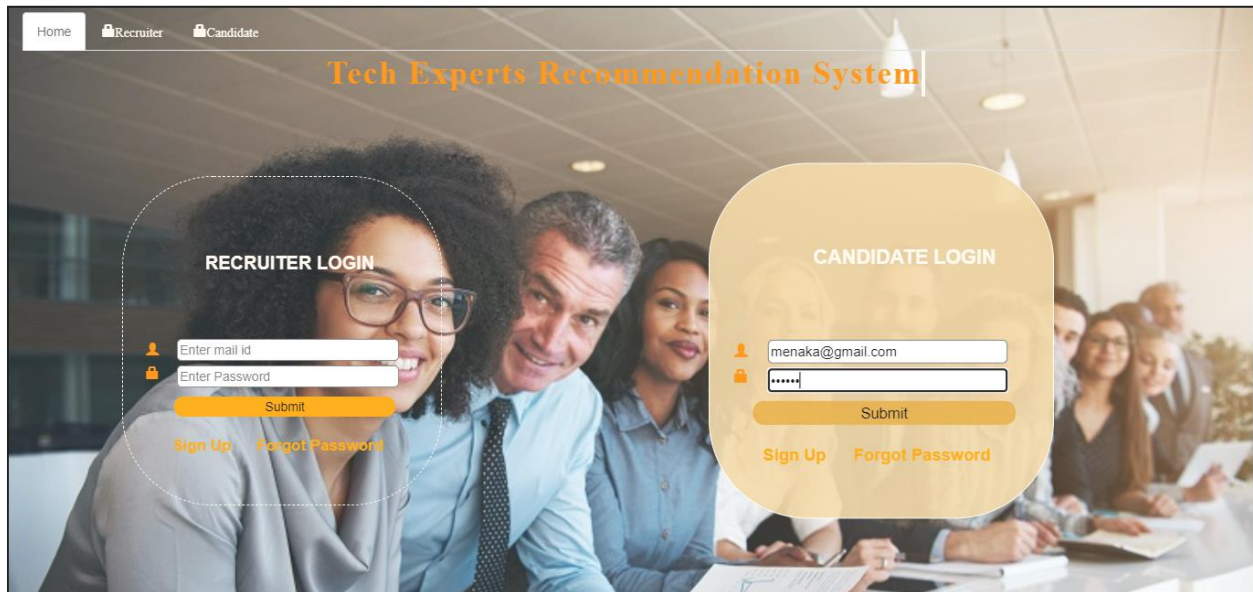 Home Recruiter Candidate
Tech Experts Recommendation System
RECRUITER LOGIN
Enter mail id
Enter Password
Submit
Sign Up Forgot Password
CANDIDATE LOGIN
menaka@gmail.com
••••••
Submit
Sign Up Forgot Password